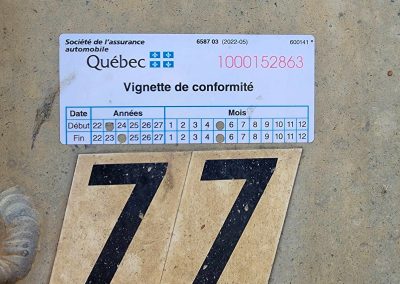 Société de l'assurance
automobile
Québec
6587 03 (2022-05)
600141 *
1000152863
Vignette de conformité
Date Années Mois
Début 22 24 25 26 27 1 2 3 4 6 7 8 9 10 11 12
Fin 22 23 25 26 27 1 2 3 4 6 7 8 9 10 11 12
77